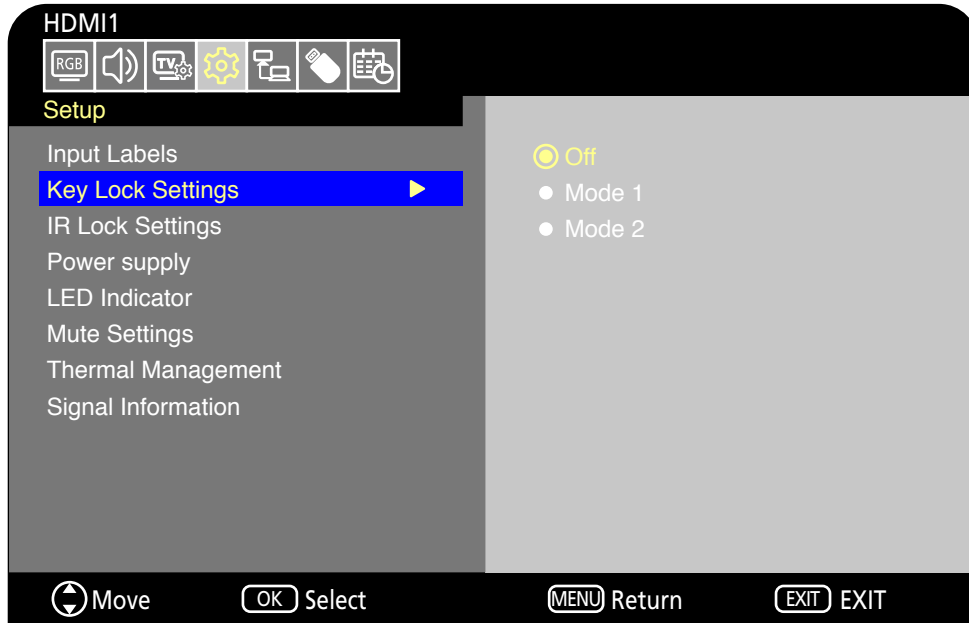 HDMI1
RGB TV
Setup
Input Labels
Key Lock Settings
IR Lock Settings
Power supply
LED Indicator
Mute Settings
Thermal Management
Signal Information
Off
Mode 1
Mode 2
Move OK Select MENU Return EXIT EXIT